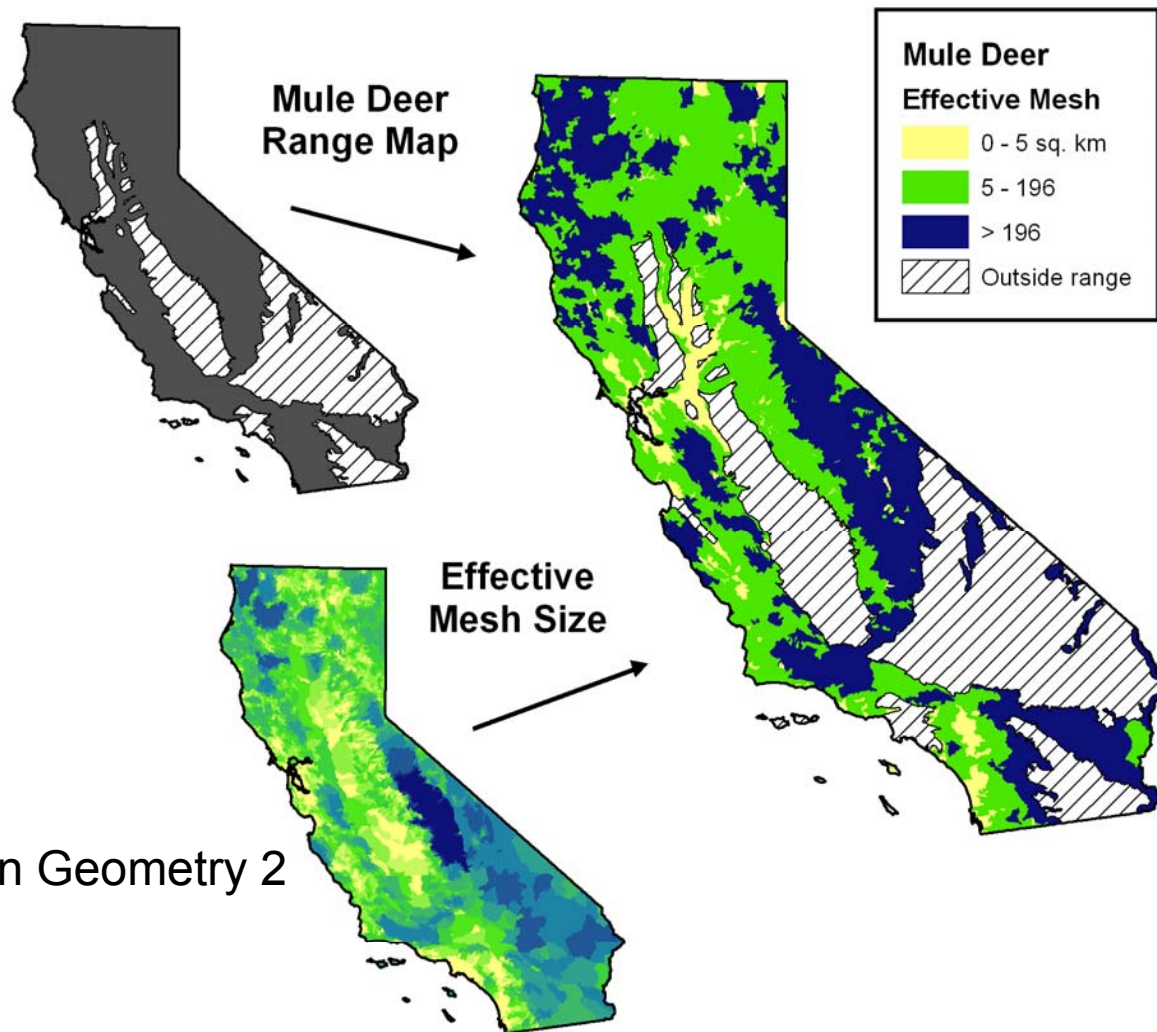 Mule Deer
Range Map
Mule Deer
Effective Mesh
0 - 5 sq. km
5 - 196
> 196
Outside range
Effective
Mesh Size
n Geometry 2